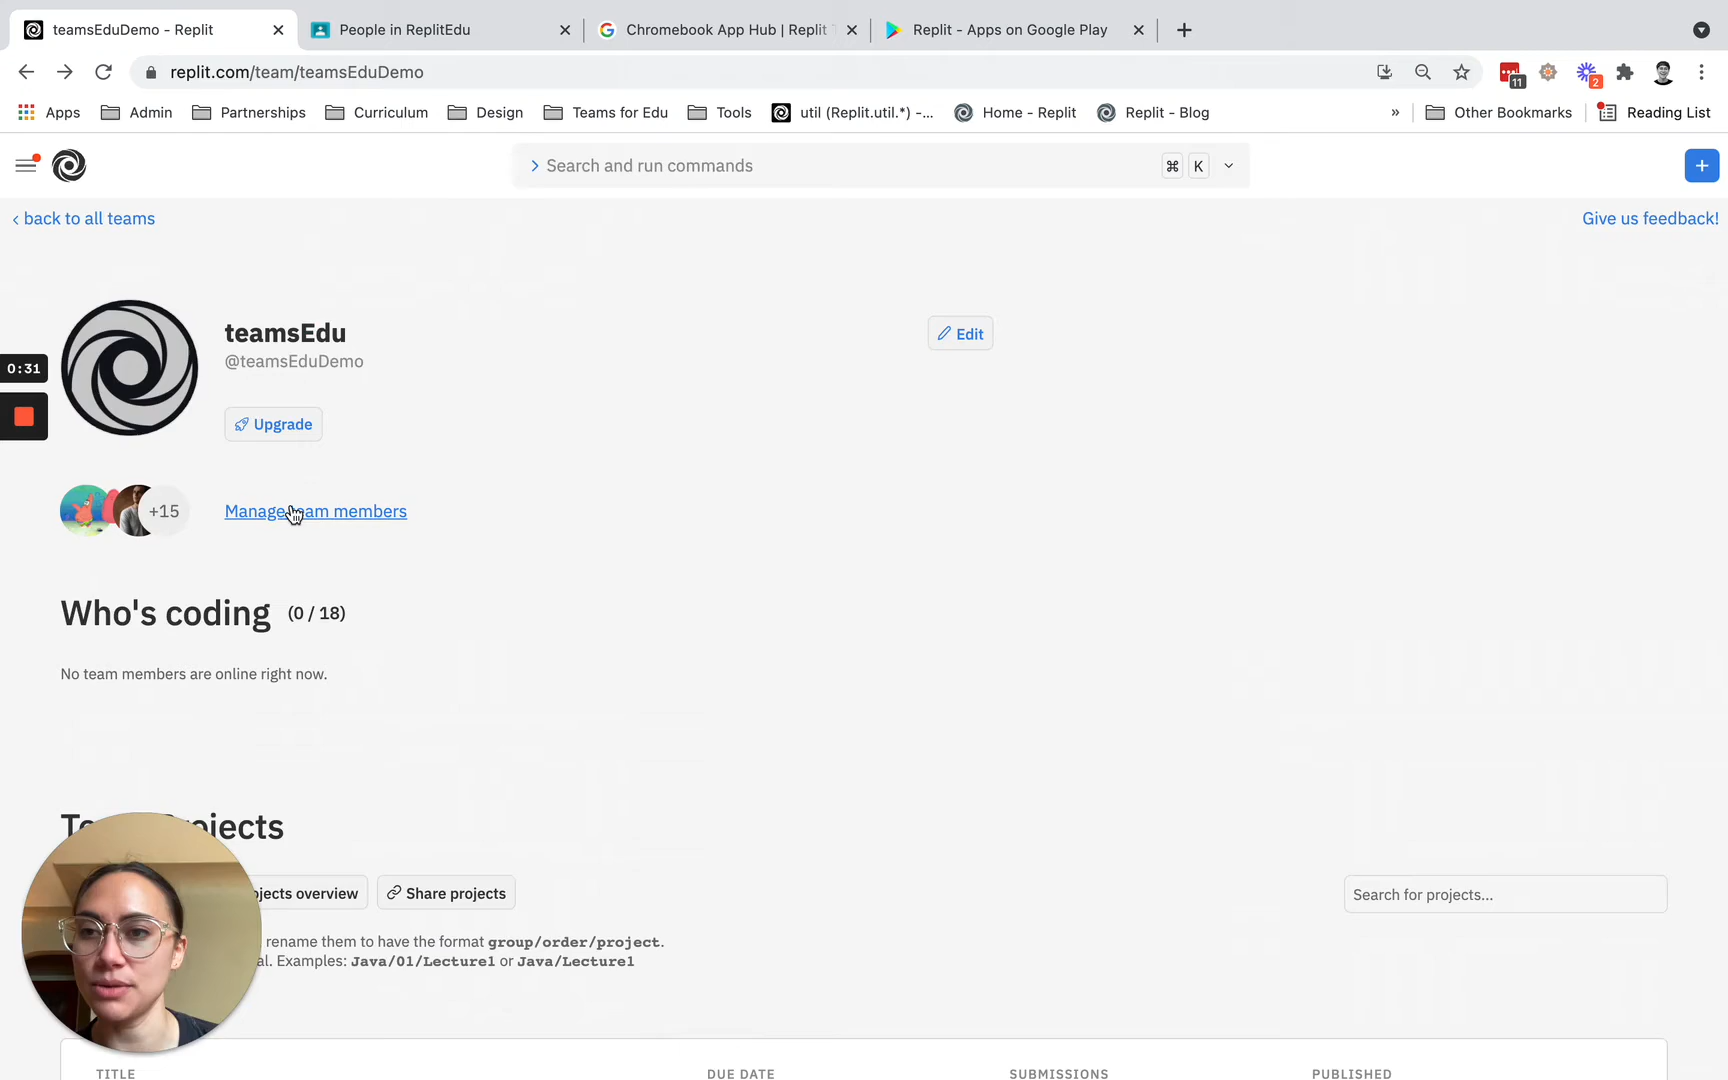 teamsEduDemo - Replit
People in ReplitEdu
Chromebook App Hub | Replit
Replit - Apps on Google Play
replit.com/team/teamsEduDemo
11
2
Apps
Admin
Partnerships
Curriculum
Design
Teams for Edu
Tools
util (Replit.util.*) -...
Home - Replit
Replit - Blog
»
Other Bookmarks
Reading List
> Search and run commands
⌘ K
+
‹ back to all teams
Give us feedback!
teamsEdu
@teamsEduDemo
Edit
0:31
Upgrade
+15
Manage team members
Who's coding (0 / 18)
No team members are online right now.
ojects
ojects overview
Share projects
Search for projects...
rename them to have the format group/order/project.
al. Examples: Java/01/Lecture1 or Java/Lecture1
TITLE
DUE DATE
SUBMISSIONS
PUBLISHED